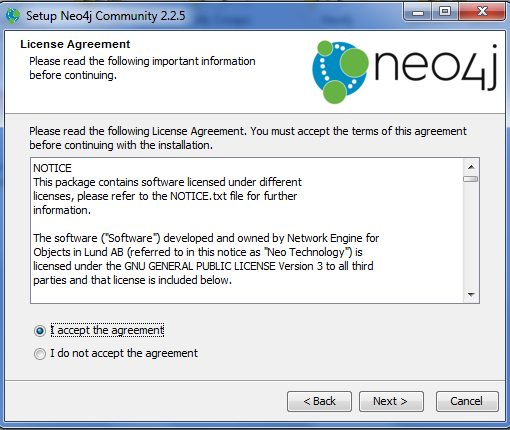 Setup Neo4j Community 2.2.5
License Agreement
Please read the following important information
before continuing.
neo4j
Please read the following License Agreement. You must accept the terms of this agreement
before continuing with the installation.
NOTICE
This package contains software licensed under different
licenses, please refer to the NOTICE.txt file for further
information.
The software ("Software") developed and owned by Network Engine for
Objects in Lund AB (referred to in this notice as "Neo Technology") is
licensed under the GNU GENERAL PUBLIC LICENSE Version 3 to all third
parties and that license is included below.
I accept the agreement
I do not accept the agreement
< Back
Next >
Cancel